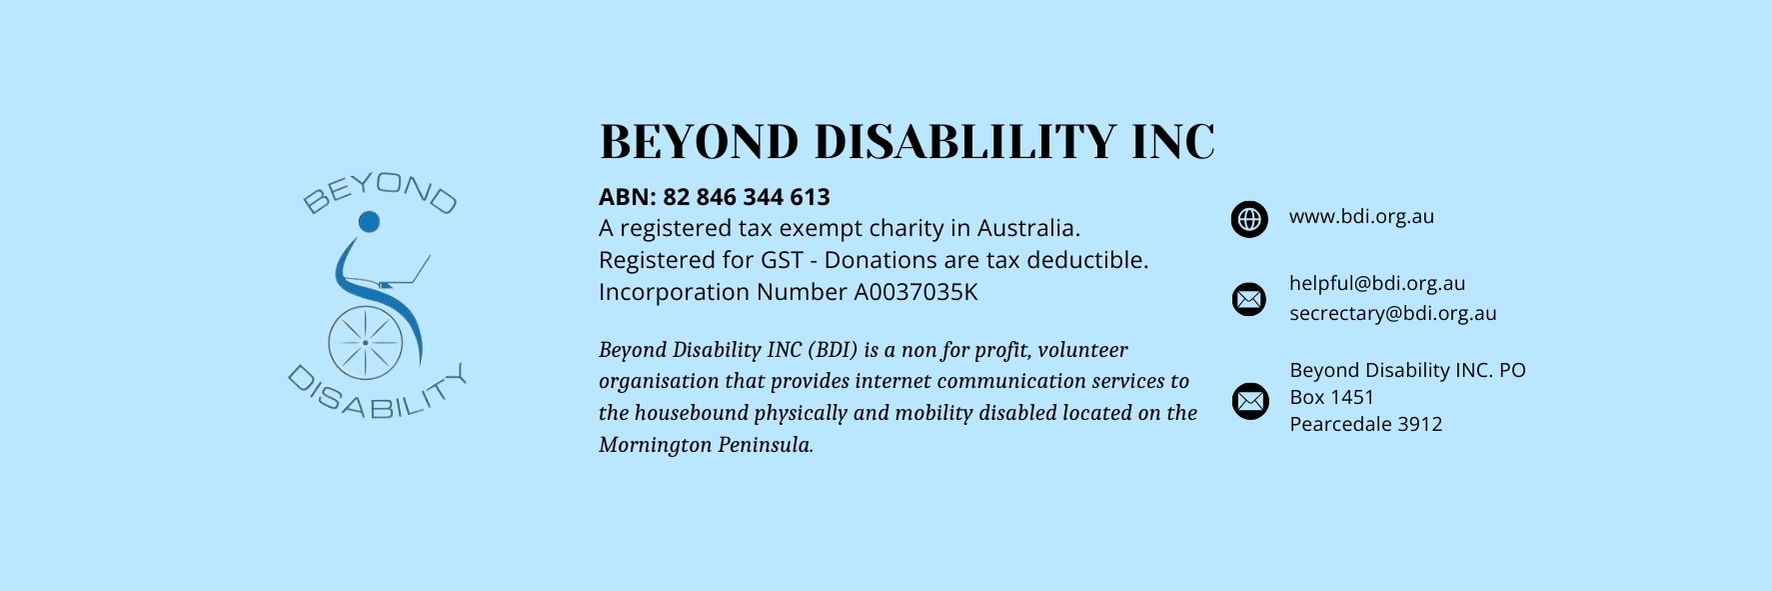 BEYOND
DISABILITY
BEYOND DISABLILITY INC
ABN: 82 846 344 613
A registered tax exempt charity in Australia.
Registered for GST - Donations are tax deductible.
Incorporation Number A0037035K
Beyond Disability INC (BDI) is a non for profit, volunteer
organisation that provides internet communication services to
the housebound physically and mobility disabled located on the
Mornington Peninsula.
www.bdi.org.au
helpful@bdi.org.au
secrectary@bdi.org.au
Beyond Disability INC. PO
Box 1451
Pearcedale 3912